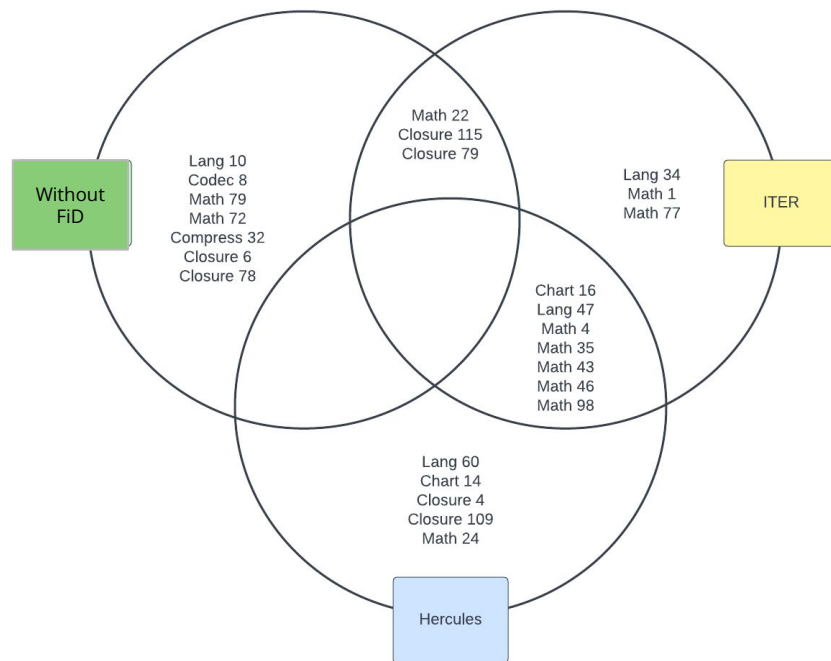 Math 22
Closure 115
Closure 79
Lang 10
Codec 8
Math 79
Math 72
Compress 32
Closure 6
Closure 78
Without
FiD
Lang 34
Math 1
Math 77
ITER
Chart 16
Lang 47
Math 4
Math 35
Math 43
Math 46
Math 98
Lang 60
Chart 14
Closure 4
Closure 109
Math 24
Hercules